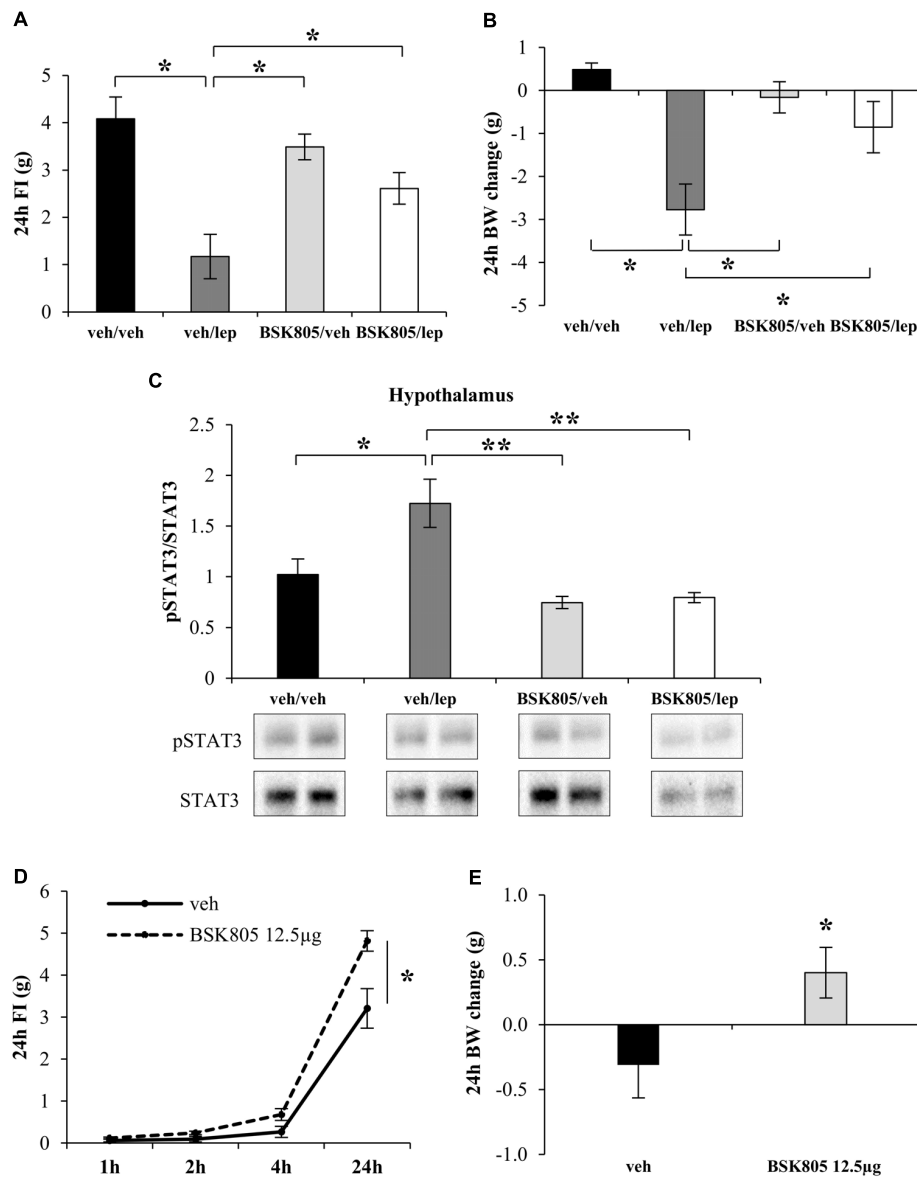 A
*
*
*
5
4
3
2
1
0
24h FI (g)
veh/veh veh/lep BSK805/veh BSK805/lep
B
1
0
-1
-2
-3
-4
-5
24h BW change (g)
*
*
*
veh/veh veh/lep BSK805/veh BSK805/lep
C
Hypothalamus
2.5
2
1.5
1
0.5
0
pSTAT3/STAT3
*
**
**
veh/veh veh/lep BSK805/veh BSK805/lep
pSTAT3
STAT3
D
6
5
4
3
2
1
0
24h FI (g)
veh
BSK805 12.5µg
*
1h 2h 4h 24h
E
1.0
0.5
0.0
-0.5
-1.0
24h BW change (g)
*
veh BSK805 12.5µg